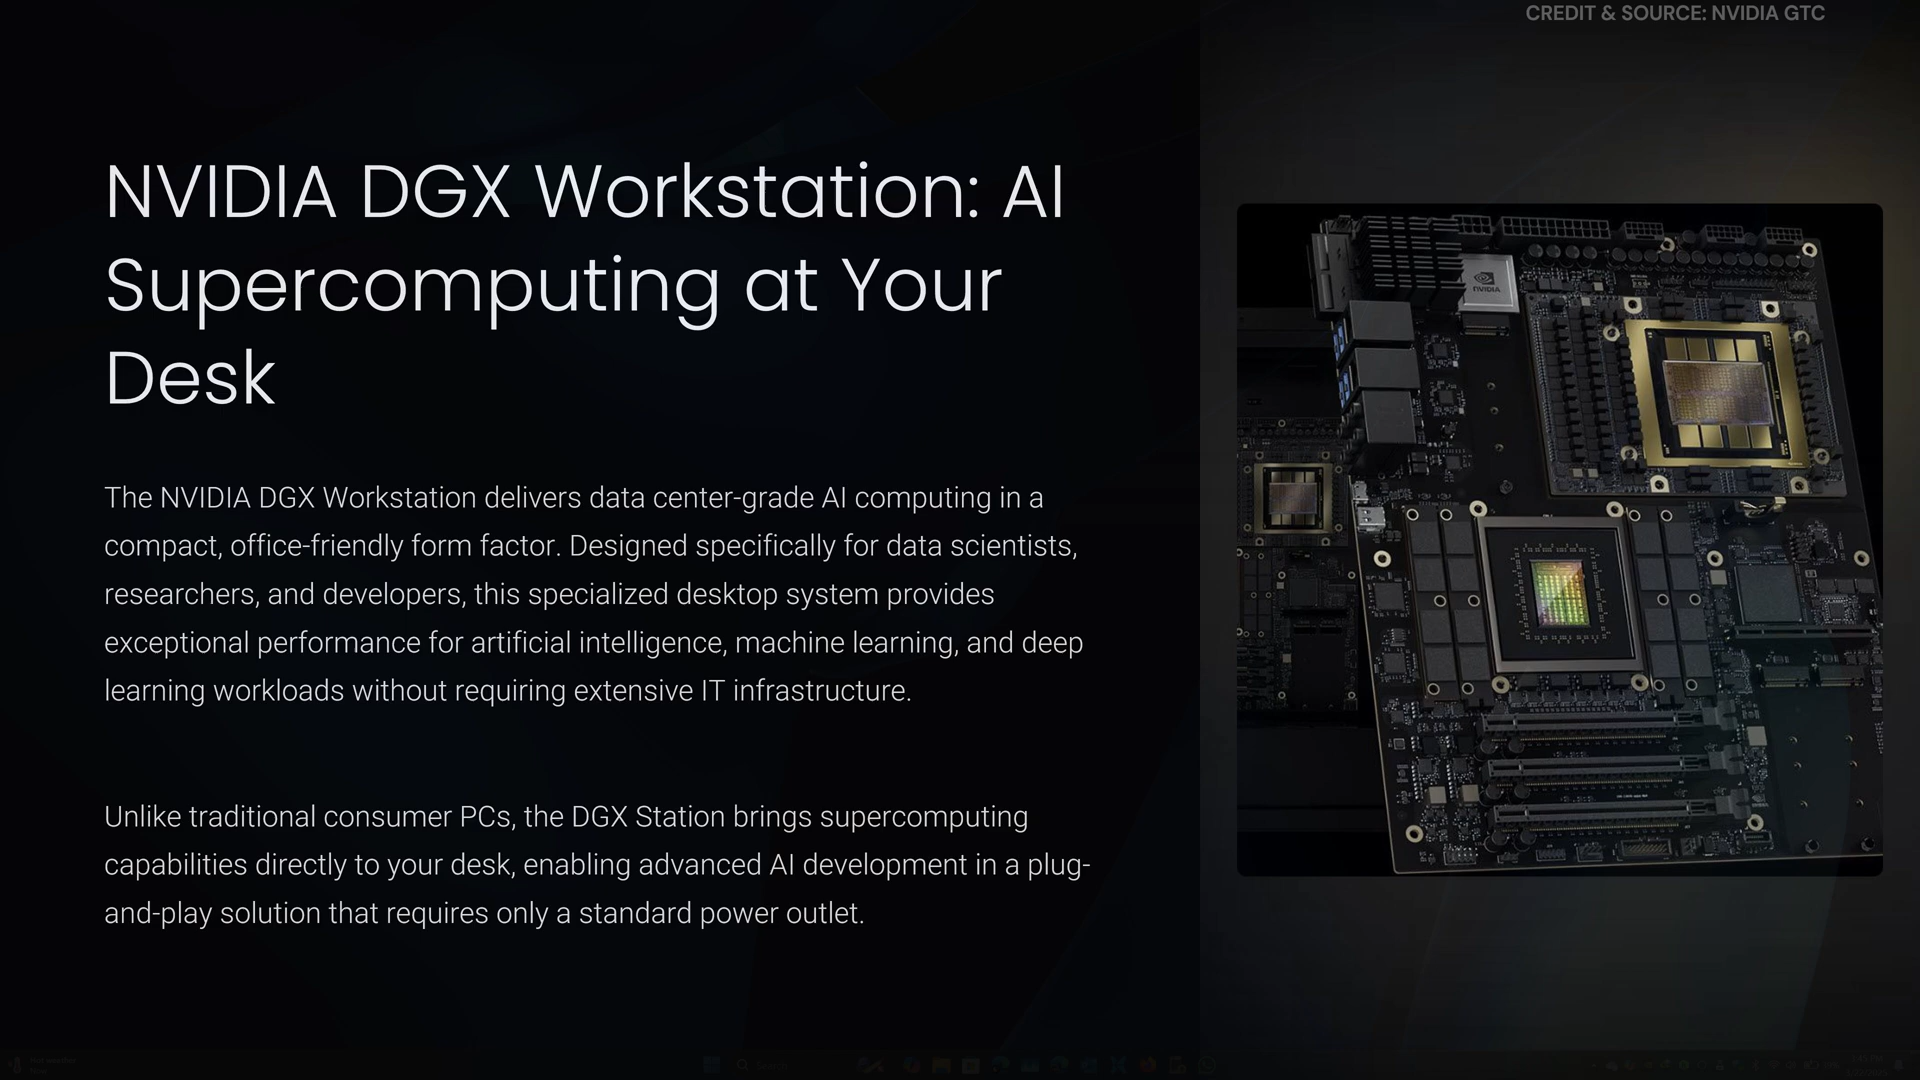 CREDIT & SOURCE: NVIDIA GTC
NVIDIA DGX Workstation: AI
Supercomputing at Your
Desk
The NVIDIA DGX Workstation delivers data center-grade AI computing in a
compact, office-friendly form factor. Designed specifically for data scientists,
researchers, and developers, this specialized desktop system provides
exceptional performance for artificial intelligence, machine learning, and deep
learning workloads without requiring extensive IT infrastructure.
Unlike traditional consumer PCs, the DGX Station brings supercomputing
capabilities directly to your desk, enabling advanced AI development in a plug-
and-play solution that requires only a standard power outlet.
NVIDIA
Search